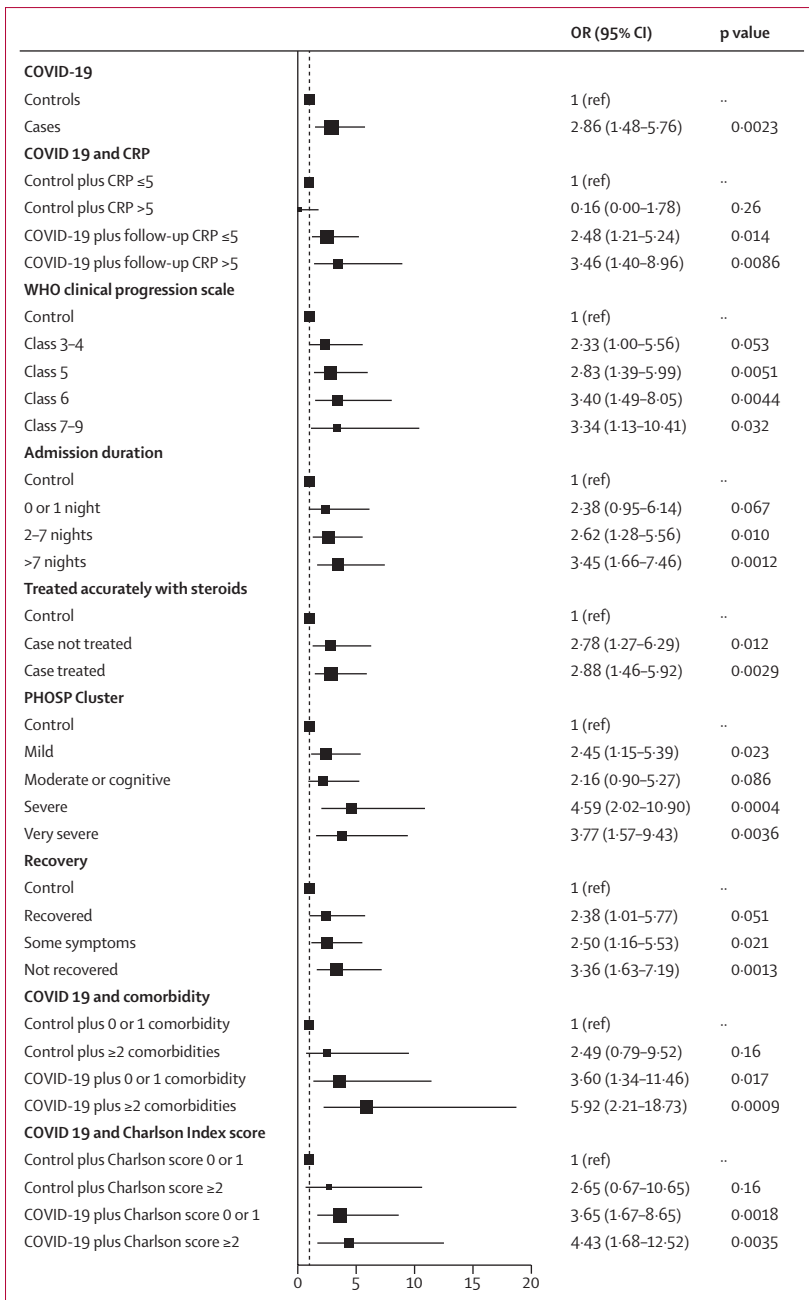 OR (95% CI) p value
COVID-19
Controls 1 (ref) ··
Cases 2·86 (1·48–5·76) 0·0023
COVID 19 and CRP
Control plus CRP ≤5 1 (ref) ··
Control plus CRP >5 0·16 (0·00–1·78) 0·26
COVID-19 plus follow-up CRP ≤5 2·48 (1·21–5·24) 0·014
COVID-19 plus follow-up CRP >5 3·46 (1·40–8·96) 0·0086
WHO clinical progression scale
Control 1 (ref) ··
Class 3–4 2·33 (1·00–5·56) 0·053
Class 5 2·83 (1·39–5·99) 0·0051
Class 6 3·40 (1·49–8·05) 0·0044
Class 7–9 3·34 (1·13–10·41) 0·032
Admission duration
Control 1 (ref) ··
0 or 1 night 2·38 (0·95–6·14) 0·067
2–7 nights 2·62 (1·28–5·56) 0·010
>7 nights 3·45 (1·66–7·46) 0·0012
Treated accurately with steroids
Control 1 (ref) ··
Case not treated 2·78 (1·27–6·29) 0·012
Case treated 2·88 (1·46–5·92) 0·0029
PHOSP Cluster
Control 1 (ref) ··
Mild 2·45 (1·15–5·39) 0·023
Moderate or cognitive 2·16 (0·90–5·27) 0·086
Severe 4·59 (2·02–10·90) 0·0004
Very severe 3·77 (1·57–9·43) 0·0036
Recovery
Control 1 (ref) ··
Recovered 2·38 (1·01–5·77) 0·051
Some symptoms 2·50 (1·16–5·53) 0·021
Not recovered 3·36 (1·63–7·19) 0·0013
COVID 19 and comorbidity
Control plus 0 or 1 comorbidity 1 (ref) ··
Control plus ≥2 comorbidities 2·49 (0·79–9·52) 0·16
COVID-19 plus 0 or 1 comorbidity 3·60 (1·34–11·46) 0·017
COVID-19 plus ≥2 comorbidities 5·92 (2·21–18·73) 0·0009
COVID 19 and Charlson Index score
Control plus Charlson score 0 or 1 1 (ref) ··
Control plus Charlson score ≥2 2·65 (0·67–10·65) 0·16
COVID-19 plus Charlson score 0 or 1 3·65 (1·67–8·65) 0·0018
COVID-19 plus Charlson score ≥2 4·43 (1·68–12·52) 0·0035
0 5 10 15 20